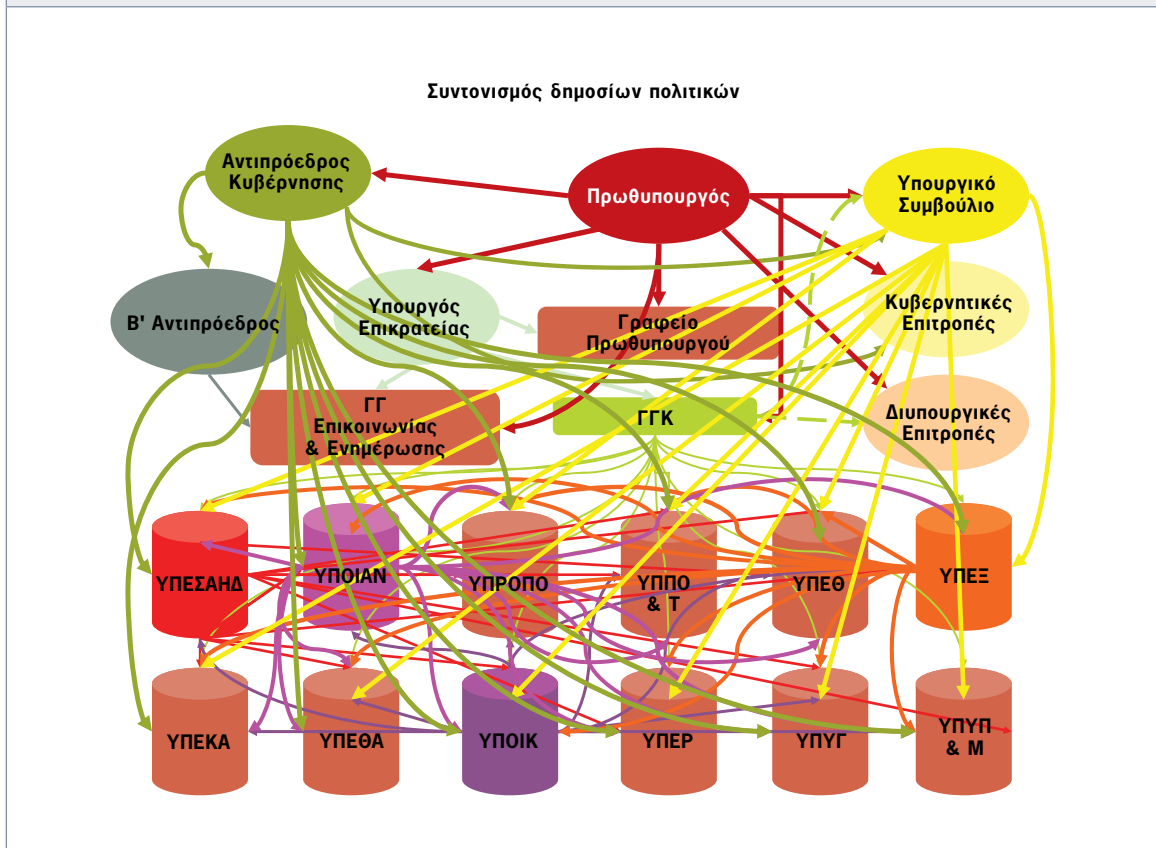 Συντονισμός δημοσίων πολιτικών
Αντιπρόεδρος
Κυβέρνησης
Πρωθυπουργός
Υπουργικό
Συμβούλιο
Β' Αντιπρόεδρος
Υπουργός
Επικρατείας
Γραφείο
Πρωθυπουργού
Κυβερνητικές
Επιτροπές
ΓΓ
Επικοινωνίας
& Ενημέρωσης
ΓΓΚ
Διυπουργικές
Επιτροπές
ΥΠΕΣΑΗΔ
ΥΠΟΙΑΝ
ΥΠΡΟΠΟ
ΥΠΠΟ
& Τ
ΥΠΕΘ
ΥΠΕΞ
ΥΠΕΚΑ
ΥΠΕΘΑ
ΥΠΟΙΚ
ΥΠΕΡ
ΥΠΥΓ
ΥΠΥΠ
& Μ